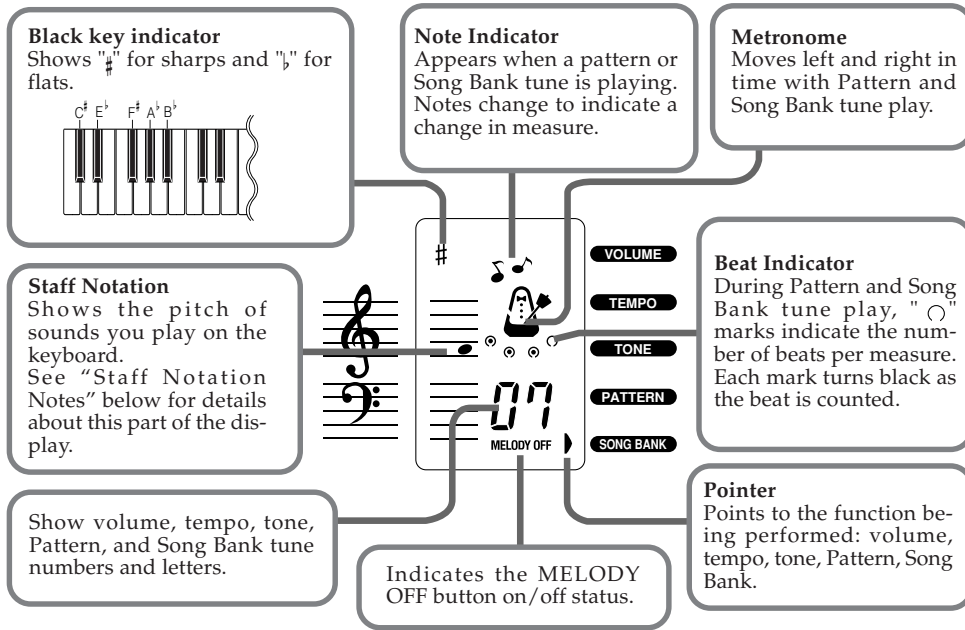 Black key indicator
Shows "♯" for sharps and "♭" for
flats.
C♯ E♭ F♯ A♭ B♭
Note Indicator
Appears when a pattern or
Song Bank tune is playing.
Notes change to indicate a
change in measure.
Metronome
Moves left and right in
time with Pattern and
Song Bank tune play.
Staff Notation
Shows the pitch of
sounds you play on the
keyboard.
See “Staff Notation
Notes” below for details
about this part of the dis-
play.
♯
07
MELODY OFF
VOLUME
TEMPO
TONE
PATTERN
SONG BANK
Beat Indicator
During Pattern and Song
Bank tune play, " "
marks indicate the num-
ber of beats per measure.
Each mark turns black as
the beat is counted.
Show volume, tempo, tone,
Pattern, and Song Bank tune
numbers and letters.
Indicates the MELODY
OFF button on/off status.
Pointer
Points to the function be-
ing performed: volume,
tempo, tone, Pattern, Song
Bank.